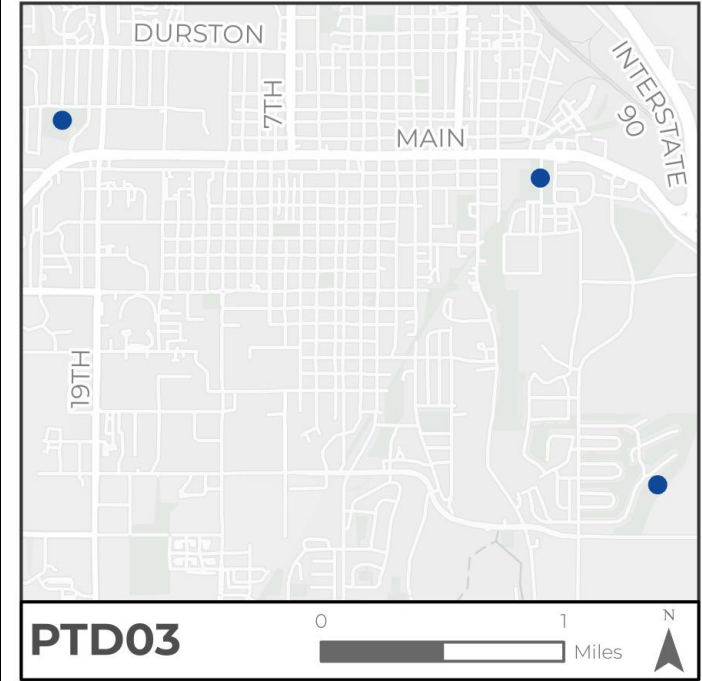 DURSTON
7TH
MAIN
INTERSTATE
90
19TH
PTD03
0
1
Miles
N